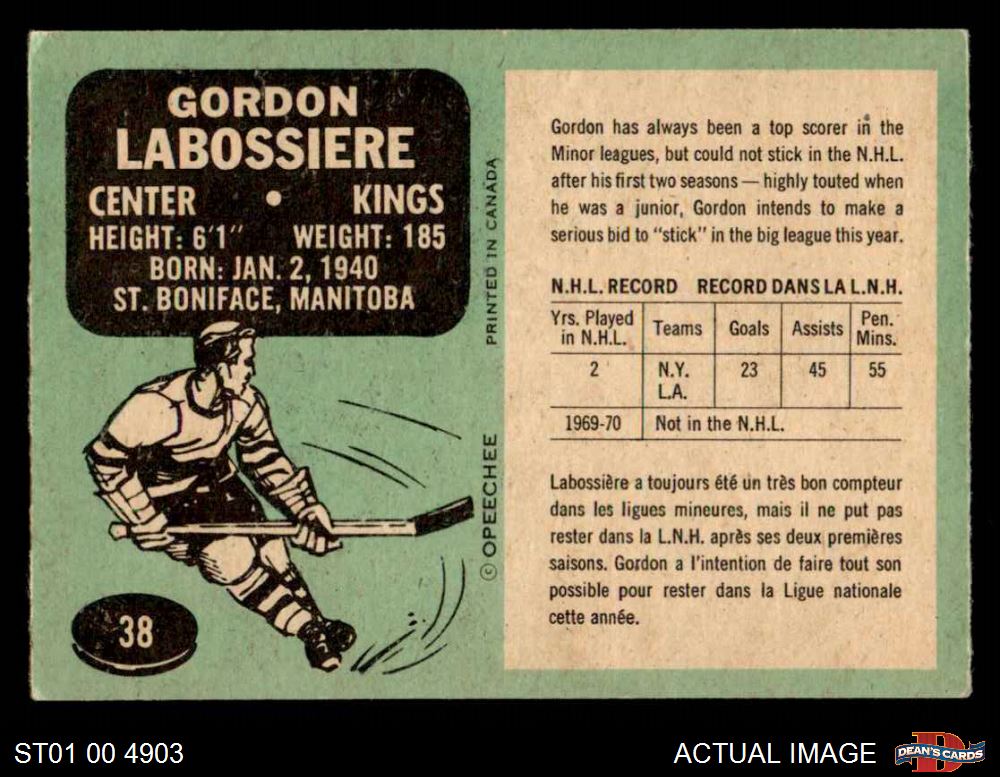 GORDON
LABOSSIERE
CENTER • KINGS
HEIGHT: 6'1" WEIGHT: 185
BORN: JAN. 2, 1940
ST. BONIFACE, MANITOBA
38
© OPEECHEE PRINTED IN CANADA
Gordon has always been a top scorer in the
Minor leagues, but could not stick in the N.H.L.
after his first two seasons — highly touted when
he was a junior, Gordon intends to make a
serious bid to "stick" in the big league this year.
N.H.L. RECORD RECORD DANS LA L.N.H.
Yrs. Played in N.H.L. Teams Goals Assists Pen. Mins.
2 N.Y. 23 45 55
L.A.
1969-70 Not in the N.H.L.
Labossière a toujours été un très bon compteur
dans les ligues mineures, mais il ne put pas
rester dans la L.N.H. après ses deux premières
saisons. Gordon a l'intention de faire tout son
possible pour rester dans la Ligue nationale
cette année.
ST01 00 4903 ACTUAL IMAGE DEAN'S CARDS